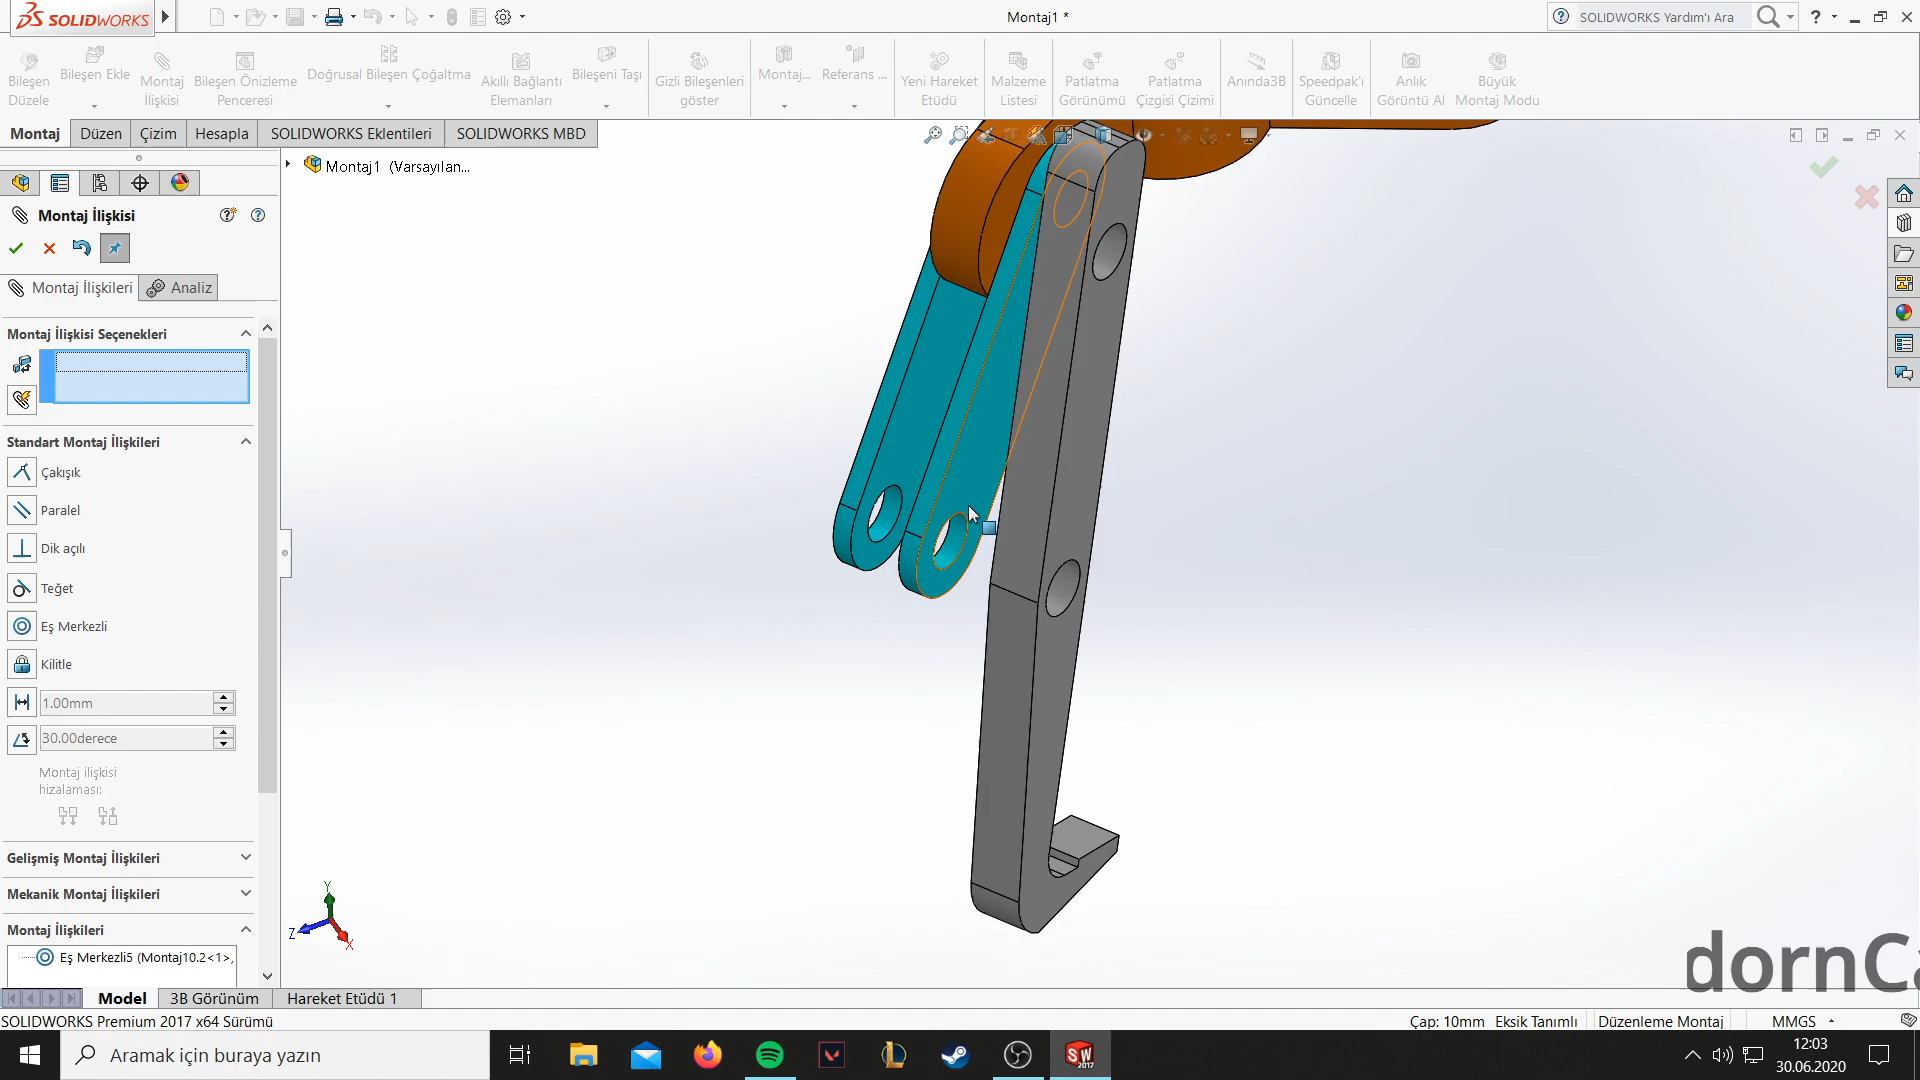 SOLIDWORKS
Montaj1 *
SOLIDWORKS Yardım'ı Ara
?
Bileşen Düzele
Bileşen Ekle
Montaj İlişkisi
Bileşen Önizleme Penceresi
Doğrusal Bileşen Çoğaltma
Akıllı Bağlantı Elemanları
Bileşeni Taşı
Gizli Bileşenleri göster
Montaj...
Referans ...
Yeni Hareket Etüdü
Malzeme Listesi
Patlatma Görünümü
Patlatma Çizgisi Çizimi
Anında3B
Speedpak'ı Güncelle
Anlık Görüntü Al
Büyük Montaj Modu
Montaj
Düzen
Çizim
Hesapla
SOLIDWORKS Eklentileri
SOLIDWORKS MBD
Montaj1 (Varsayılan...
Montaj İlişkisi
Montaj İlişkileri
Analiz
Montaj İlişkisi Seçenekleri
Standart Montaj İlişkileri
Çakışık
Paralel
Dik açılı
Teğet
Eş Merkezli
Kilitle
1.00mm
30.00derece
Montaj ilişkisi
hizalaması:
Gelişmiş Montaj İlişkileri
Mekanik Montaj İlişkileri
Montaj İlişkileri
Eş Merkezli5 (Montaj10.2<1>,
Y
Z
X
dornCa
Model
3B Görünüm
Hareket Etüdü 1
SOLIDWORKS Premium 2017 x64 Sürümü
Çap: 10mm
Eksik Tanımlı
Düzenleme Montaj
MMGS
Aramak için buraya yazın
SW
2017
12:03
30.06.2020